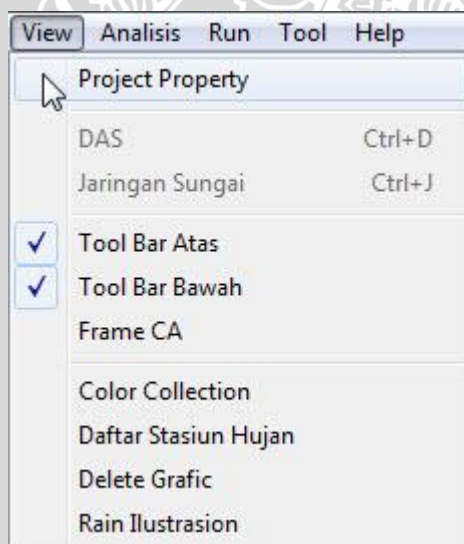 View Analisis Run Tool Help
Project Property
DAS Ctrl+D
Jaringan Sungai Ctrl+J
Tool Bar Atas
Tool Bar Bawah
Frame CA
Color Collection
Daftar Stasiun Hujan
Delete Grafic
Rain Ilustrasion